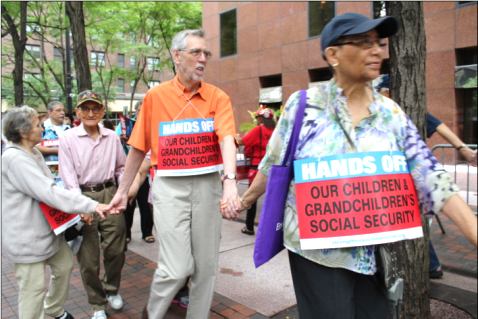 HANDS OFF
OUR CHILDREN &
GRANDCHILDREN'S
SOCIAL SECURITY
HANDS OFF
OUR CHILDREN &
GRANDCHILDREN'S
SOCIAL SECURITY